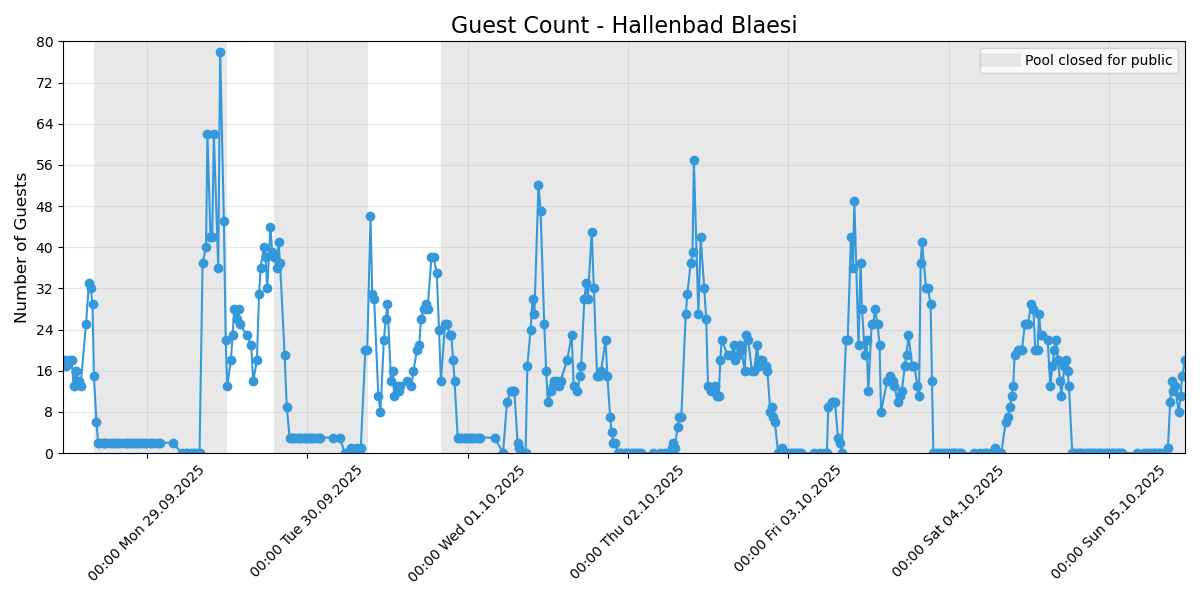 Guest Count - Hallenbad Blaesi
Pool closed for public
Number of Guests
80
72
64
56
48
40
32
24
16
8
0
00:00 Mon 29.09.2025
00:00 Tue 30.09.2025
00:00 Wed 01.10.2025
00:00 Thu 02.10.2025
00:00 Fri 03.10.2025
00:00 Sat 04.10.2025
00:00 Sun 05.10.2025